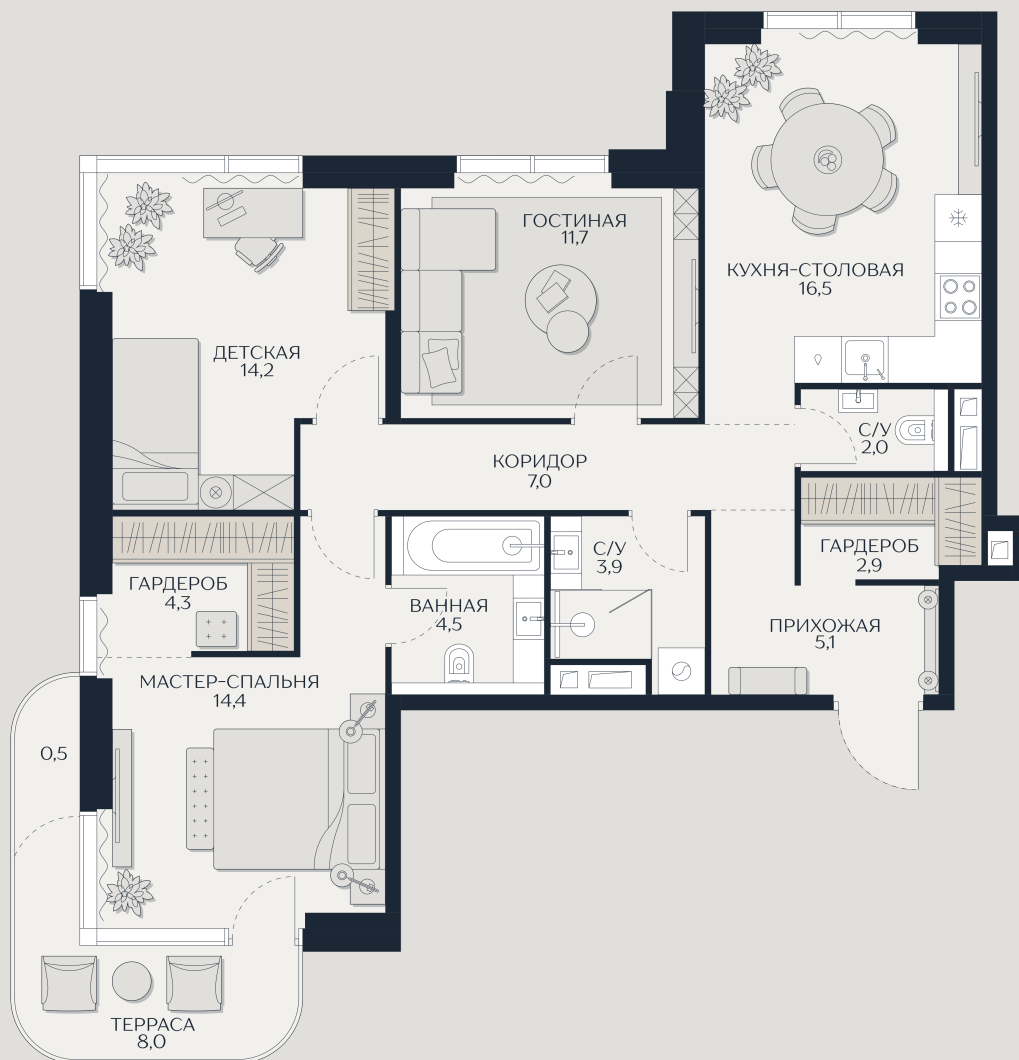 ГОСТИНАЯ
11,7
КУХНЯ-СТОЛОВАЯ
16,5
ДЕТСКАЯ
14,2
С/У
2,0
КОРИДОР
7,0
ГАРДЕРОБ
2,9
С/У
3,9
ГАРДЕРОБ
4,3
ВАННАЯ
4,5
ПРИХОЖАЯ
5,1
МАСТЕР-СПАЛЬНЯ
14,4
0,5
ТЕРРАСА
8,0